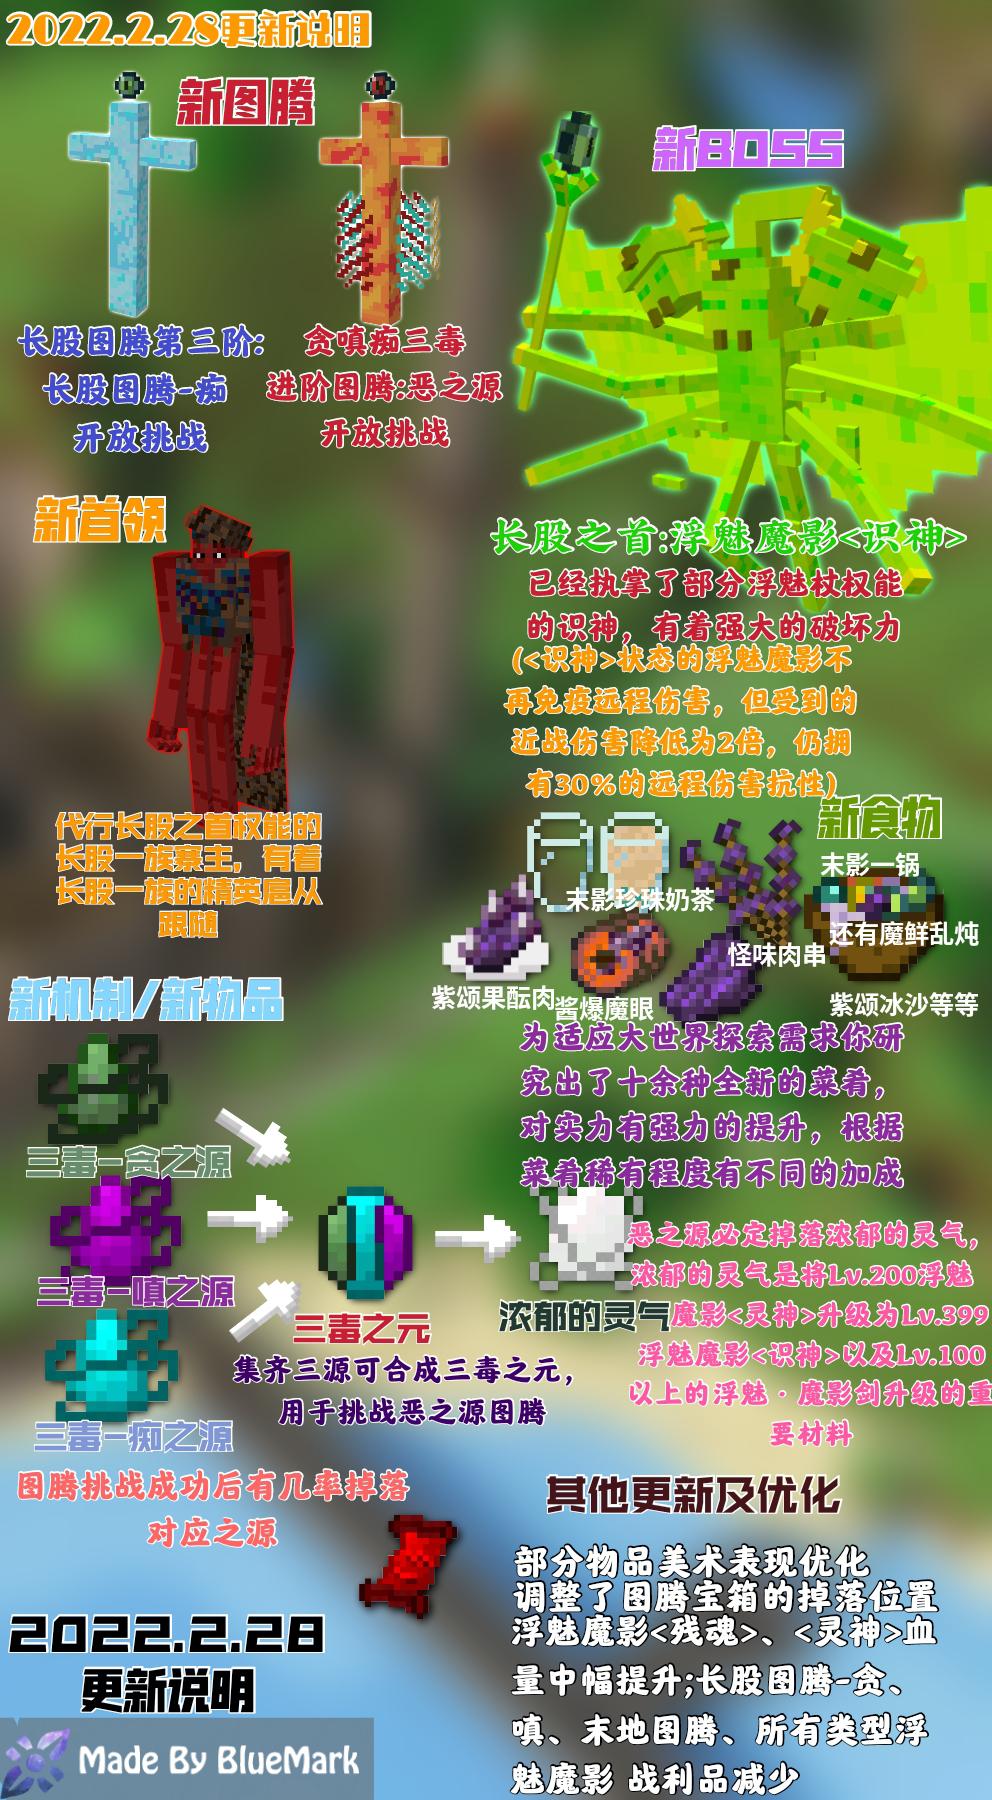 2022.2.28更新说明
新图腾
长股图腾第三阶:
长股图腾-痴
开放挑战
贪嗔痴三毒
进阶图腾:恶之源
开放挑战
新BOSS
长股之首:浮魅魔影<识神>
已经执掌了部分浮魅杖权能
的识神，有着强大的破坏力
(<识神>状态的浮魅魔影不
再免疫远程伤害，但受到的
近战伤害降低为2倍，仍拥
有30%的远程伤害抗性)
新首领
代行长股之首权能的
长股一族寨主，有着
长股一族的精英扈从
跟随
新食物
末影一锅
末影珍珠奶茶
还有魔鲜乱炖
怪味肉串
紫颂果酝肉
酱爆魔眼
紫颂冰沙等等
为适应大世界探索需求你研
究出了十余种全新的菜肴，
对实力有强力的提升，根据
菜肴稀有程度有不同的加成
新机制/新物品
三毒-贪之源
三毒-嗔之源
三毒-痴之源
三毒之元
集齐三源可合成三毒之元，
用于挑战恶之源图腾
浓郁的灵气
恶之源必定掉落浓郁的灵气，
浓郁的灵气是将Lv.200浮魅
魔影<灵神>升级为Lv.399
浮魅魔影<识神>以及Lv.100
以上的浮魅·魔影剑升级的重
要材料
图腾挑战成功后有几率掉落
对应之源
其他更新及优化
部分物品美术表现优化
调整了图腾宝箱的掉落位置
浮魅魔影<残魂>、<灵神>血
量中幅提升;长股图腾-贪、
嗔、末地图腾、所有类型浮
魅魔影 战利品减少
2022.2.28
更新说明
Made By BlueMark